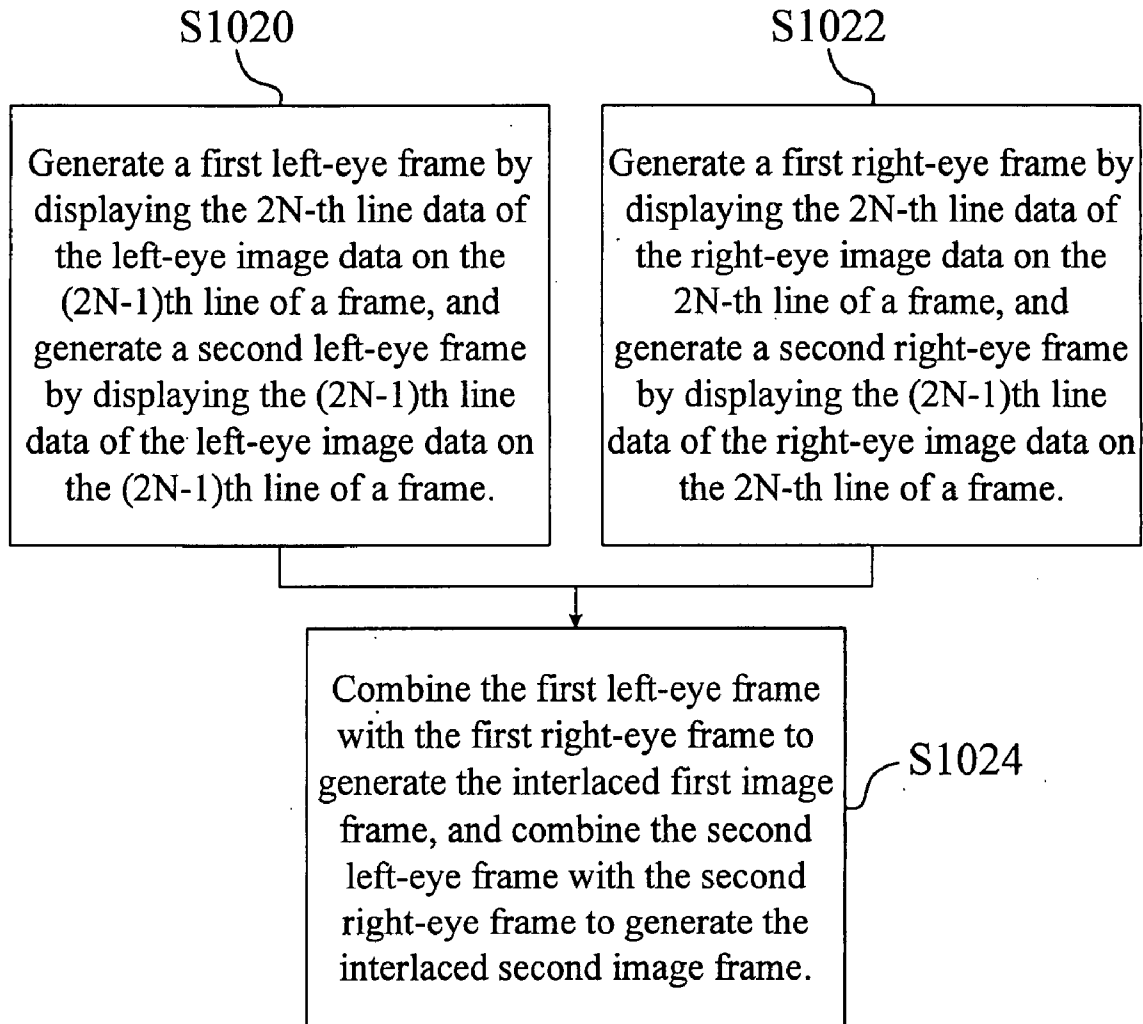 S1020
S1022
Generate a first left-eye frame by
displaying the 2N-th line data of
the left-eye image data on the
(2N-1)th line of a frame, and
generate a second left-eye frame
by displaying the (2N-1)th line
data of the left-eye image data on
the (2N-1)th line of a frame.
Generate a first right-eye frame by
displaying the 2N-th line data of
the right-eye image data on the
2N-th line of a frame, and
generate a second right-eye frame
by displaying the (2N-1)th line
data of the right-eye image data on
the 2N-th line of a frame.
Combine the first left-eye frame
with the first right-eye frame to
generate the interlaced first image
frame, and combine the second
left-eye frame with the second
right-eye frame to generate the
interlaced second image frame.
S1024